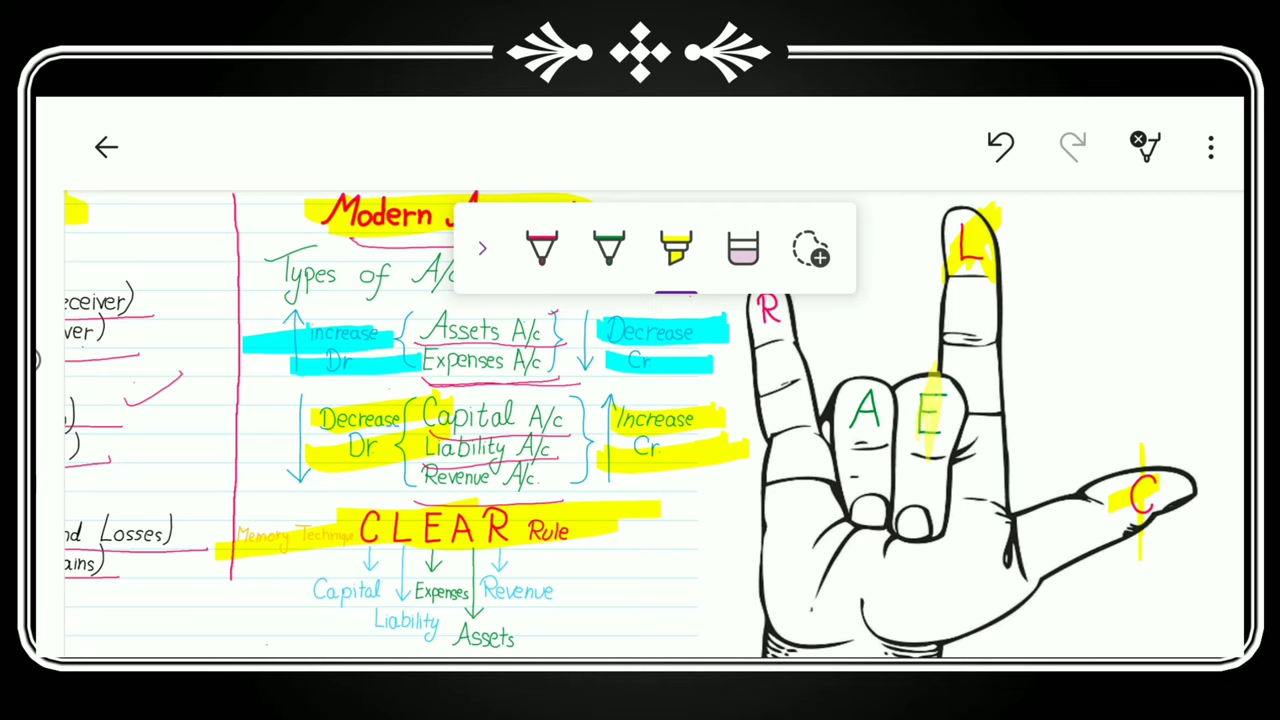 Modern
Types of A/c
eceiver)
ver)
Increase Assets A/c Decrease
Dr Expenses A/c Cr
)
)
Decrease Capital A/c Increase
Dr. Liability A/c Cr.
Revenue A/c.
nd Losses)
ains)
Memory Technique CLEAR Rule
Capital Expenses Revenue
Liability
Assets
R
L
A E
C